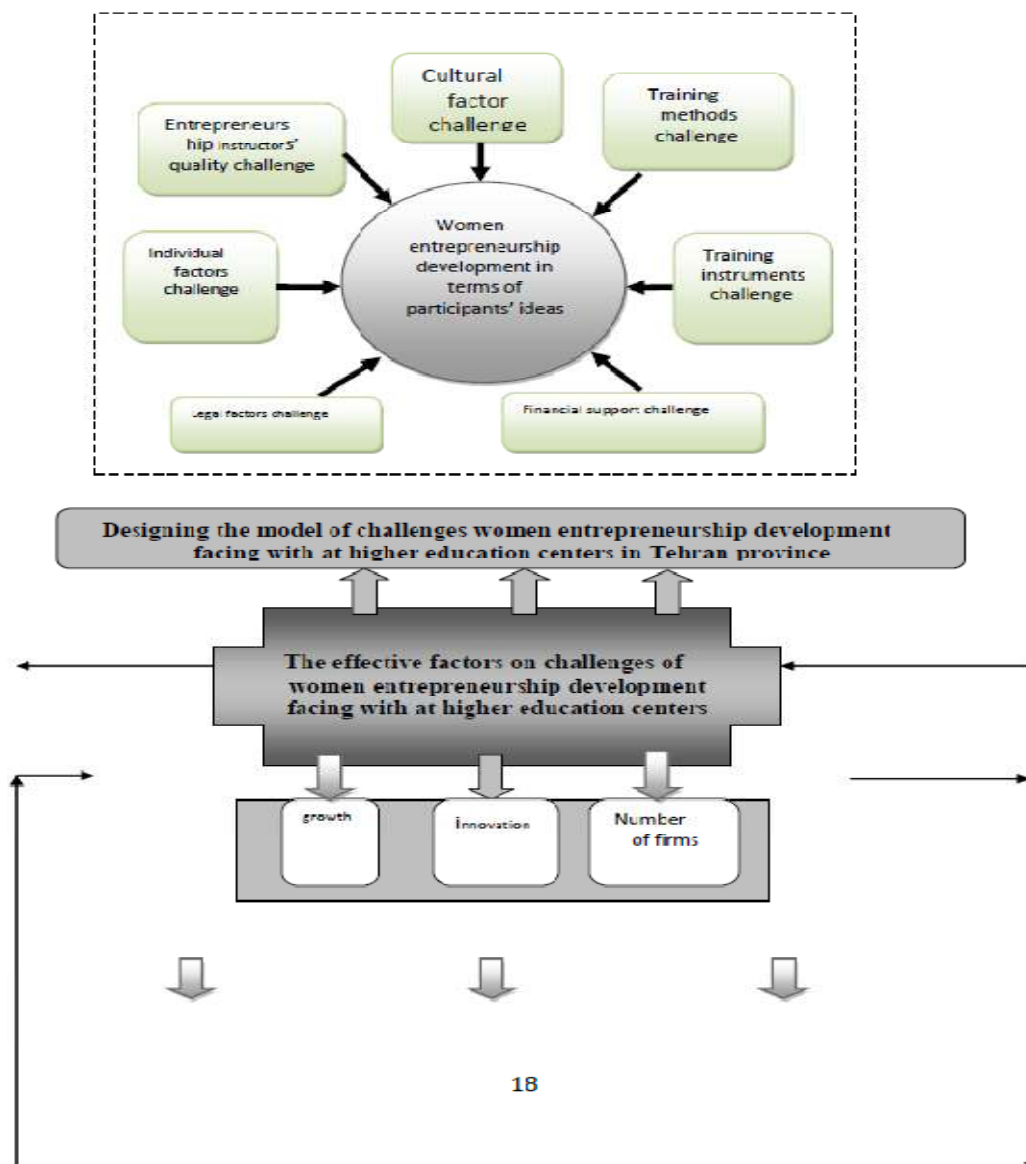 Cultural
factor
challenge
Training
methods
challenge
Entrepreneurs
hip instructors'
quality challenge
Women
entrepreneurship
development in
terms of
participants' ideas
Individual
factors
challenge
Training
instruments
challenge
Legal factors challenge
Financial support challenge
Designing the model of challenges women entrepreneurship development
facing with at higher education centers in Tehran province
The effective factors on challenges of
women entrepreneurship development
facing with at higher education centers
growth
Innovation
Number
of firms
18